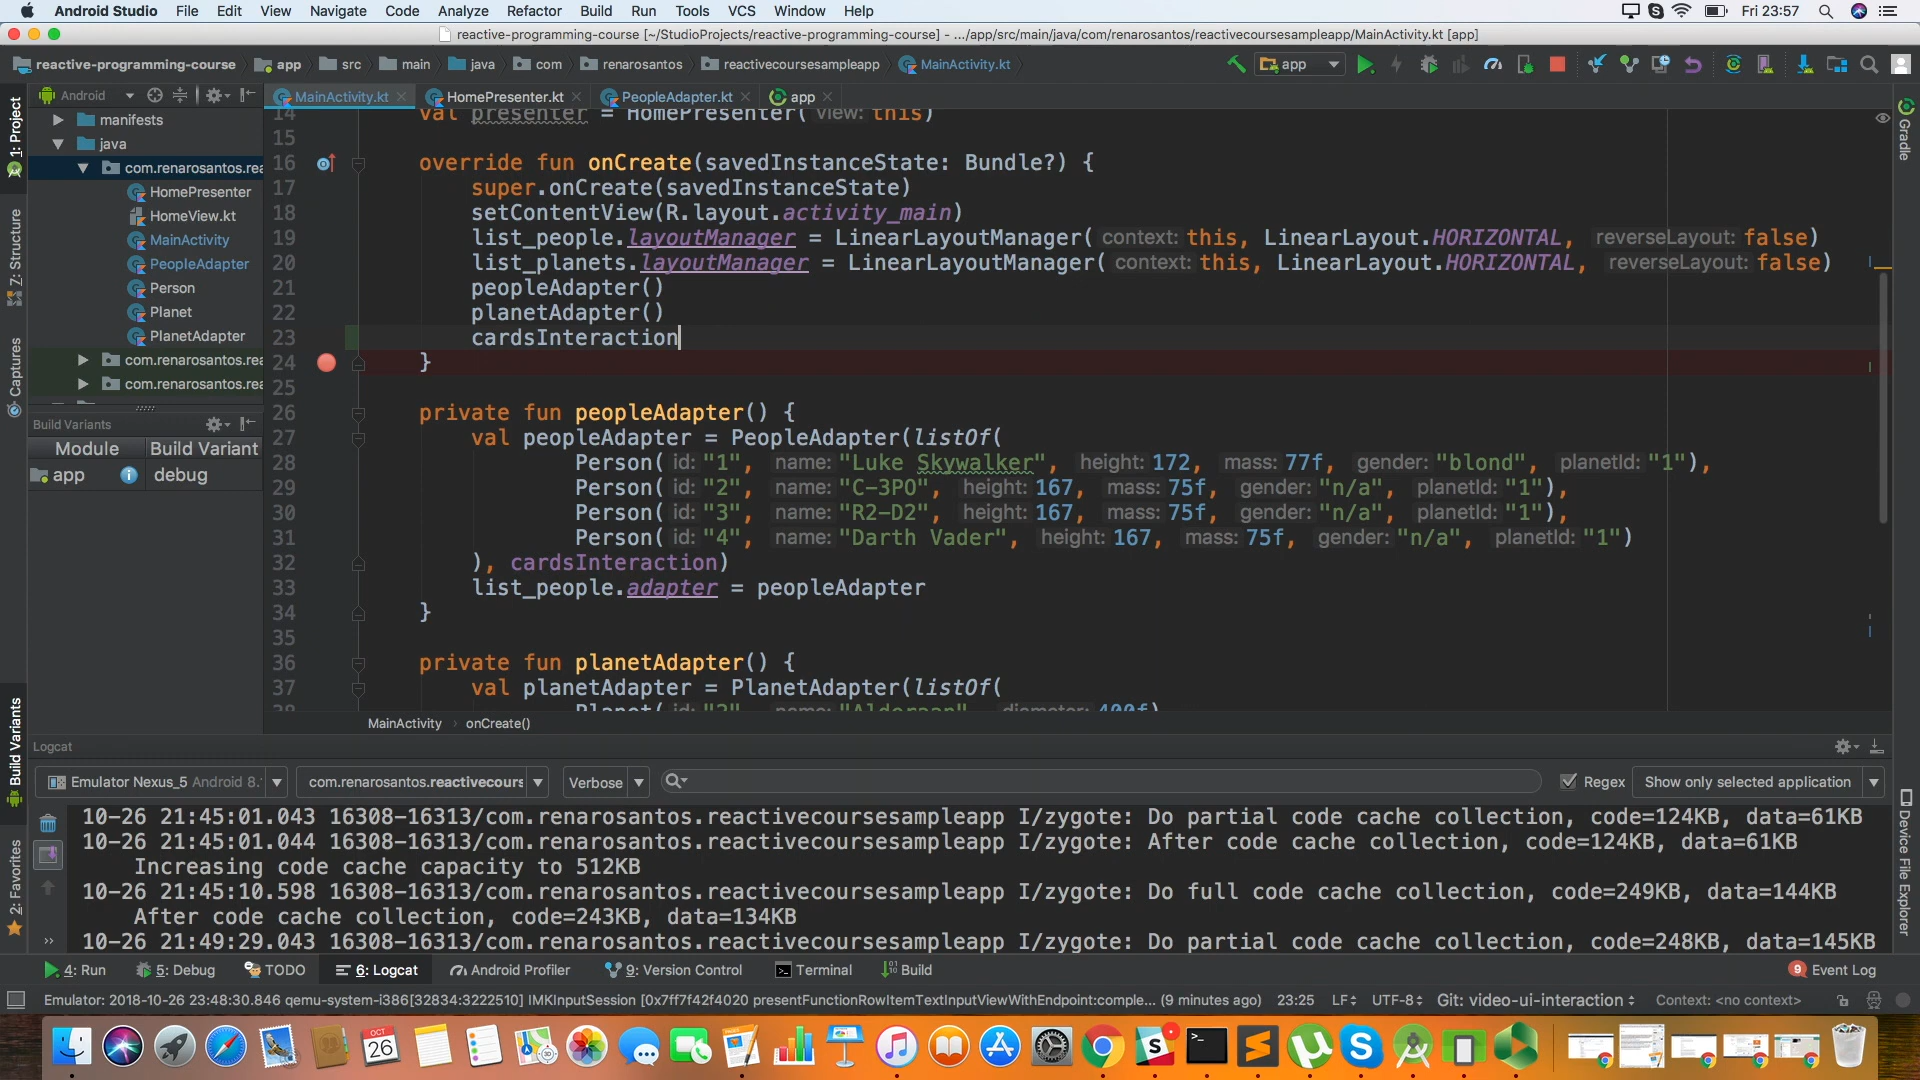 Android Studio File Edit View Navigate Code Analyze Refactor Build Run Tools VCS Window Help Fri 23:57
reactive-programming-course [~/StudioProjects/reactive-programming-course] - .../app/src/main/java/com/renarosantos/reactivecoursesampleapp/MainActivity.kt [app]
reactive-programming-course app src main java com renarosantos reactivecoursesampleapp MainActivity.kt app
Android MainActivity.kt HomePresenter.kt PeopleAdapter.kt app
1: Project
Z: Structure
Captures
Build Variants
2: Favorites
manifests
java
com.renarosantos.rea
HomePresenter
HomeView.kt
MainActivity
PeopleAdapter
Person
Planet
PlanetAdapter
com.renarosantos.rea
com.renarosantos.rea
Build Variants
Module Build Variant
app debug
14 val presenter = HomePresenter( view: this)
15
16 override fun onCreate(savedInstanceState: Bundle?) {
17 super.onCreate(savedInstanceState)
18 setContentView(R.layout.activity_main)
19 list_people.layoutManager = LinearLayoutManager( context: this, LinearLayout.HORIZONTAL, reverseLayout: false)
20 list_planets.layoutManager = LinearLayoutManager( context: this, LinearLayout.HORIZONTAL, reverseLayout: false)
21 peopleAdapter()
22 planetAdapter()
23 cardsInteraction
24 }
25
26 private fun peopleAdapter() {
27 val peopleAdapter = PeopleAdapter(listOf(
28 Person( id: "1", name: "Luke Skywalker", height: 172, mass: 77f, gender: "blond", planetId: "1"),
29 Person( id: "2", name: "C-3PO", height: 167, mass: 75f, gender: "n/a", planetId: "1"),
30 Person( id: "3", name: "R2-D2", height: 167, mass: 75f, gender: "n/a", planetId: "1"),
31 Person( id: "4", name: "Darth Vader", height: 167, mass: 75f, gender: "n/a", planetId: "1")
32 ), cardsInteraction)
33 list_people.adapter = peopleAdapter
34 }
35
36 private fun planetAdapter() {
37 val planetAdapter = PlanetAdapter(listOf(
38 Planet( id: "2", name: "Alderaan", diameter: 400f)
MainActivity › onCreate()
Gradle
Device File Explorer
Logcat
Emulator Nexus_5 Android 8. com.renarosantos.reactivecours Verbose Regex Show only selected application
10-26 21:45:01.043 16308-16313/com.renarosantos.reactivecoursesampleapp I/zygote: Do partial code cache collection, code=124KB, data=61KB
10-26 21:45:01.044 16308-16313/com.renarosantos.reactivecoursesampleapp I/zygote: After code cache collection, code=124KB, data=61KB
Increasing code cache capacity to 512KB
10-26 21:45:10.598 16308-16313/com.renarosantos.reactivecoursesampleapp I/zygote: Do full code cache collection, code=249KB, data=144KB
After code cache collection, code=243KB, data=134KB
10-26 21:49:29.043 16308-16313/com.renarosantos.reactivecoursesampleapp I/zygote: Do partial code cache collection, code=248KB, data=145KB
4: Run 5: Debug TODO 6: Logcat Android Profiler 9: Version Control Terminal Build 9 Event Log
Emulator: 2018-10-26 23:48:30.846 qemu-system-i386[32834:3222510] IMKInputSession [0x7ff7f42f4020 presentFunctionRowItemTextInputViewWithEndpoint:comple... (9 minutes ago) 23:25 LF UTF-8 Git: video-ui-interaction Context: <no context>
OCT
26